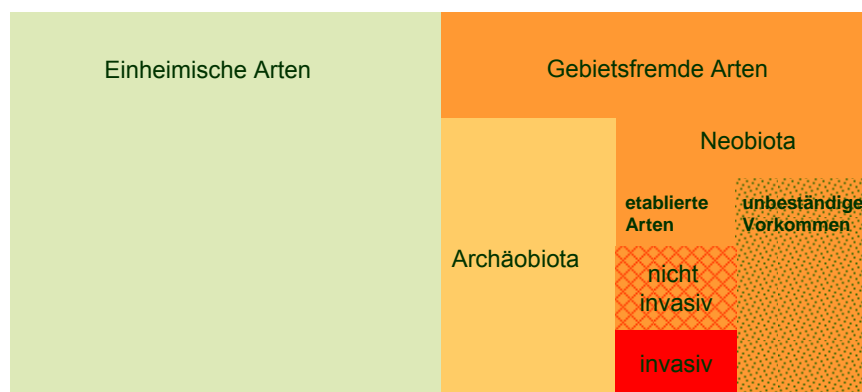 Einheimische Arten
Gebietsfremde Arten
Neobiota
etablierte
Arten
unbeständige
Vorkommen
Archäobiota
nicht
invasiv
invasiv